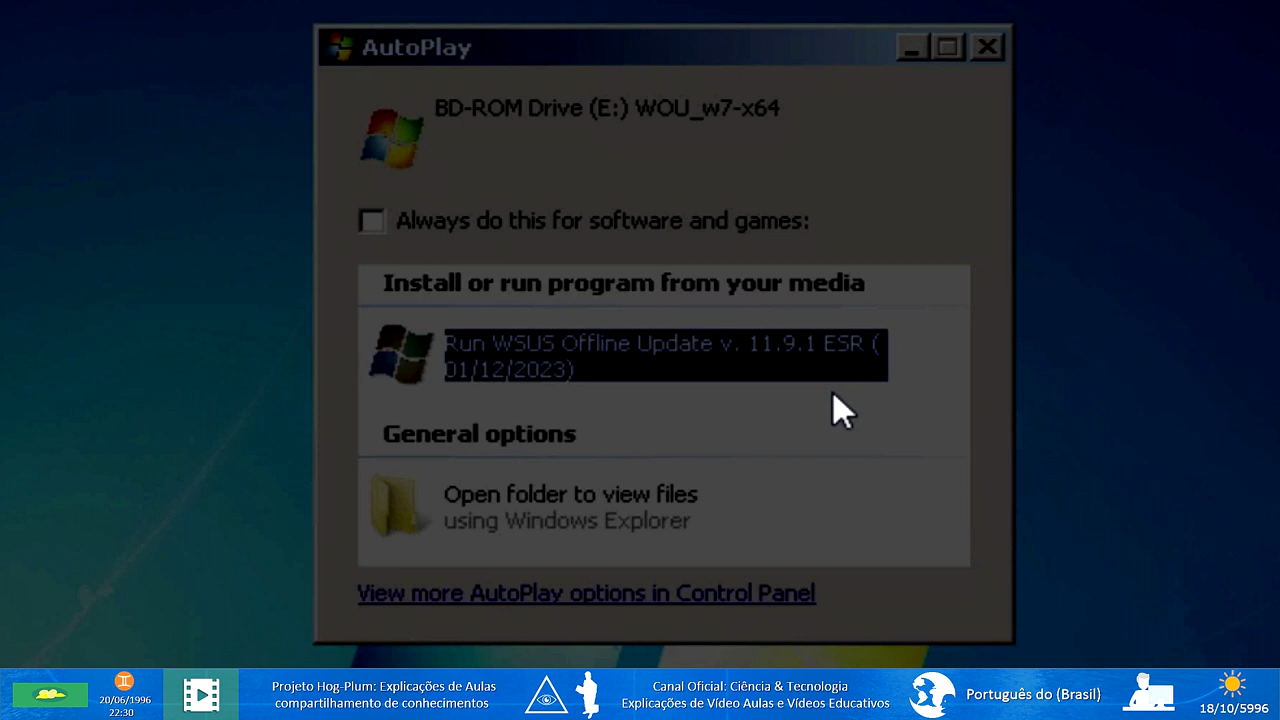 AutoPlay
BD-ROM Drive (E:) WOU_w7-x64
Always do this for software and games:
Install or run program from your media
Run WSUS Offline Update v. 11.9.1 ESR (
01/12/2023)
General options
Open folder to view files
using Windows Explorer
View more AutoPlay options in Control Panel
20/06/1996
22:30
Projeto Hog-Plum: Explicações de Aulas
compartilhamento de conhecimentos
Canal Oficial: Ciência & Tecnologia
Explicações de Vídeo Aulas e Vídeos Educativos
Português do (Brasil)
18/10/5996